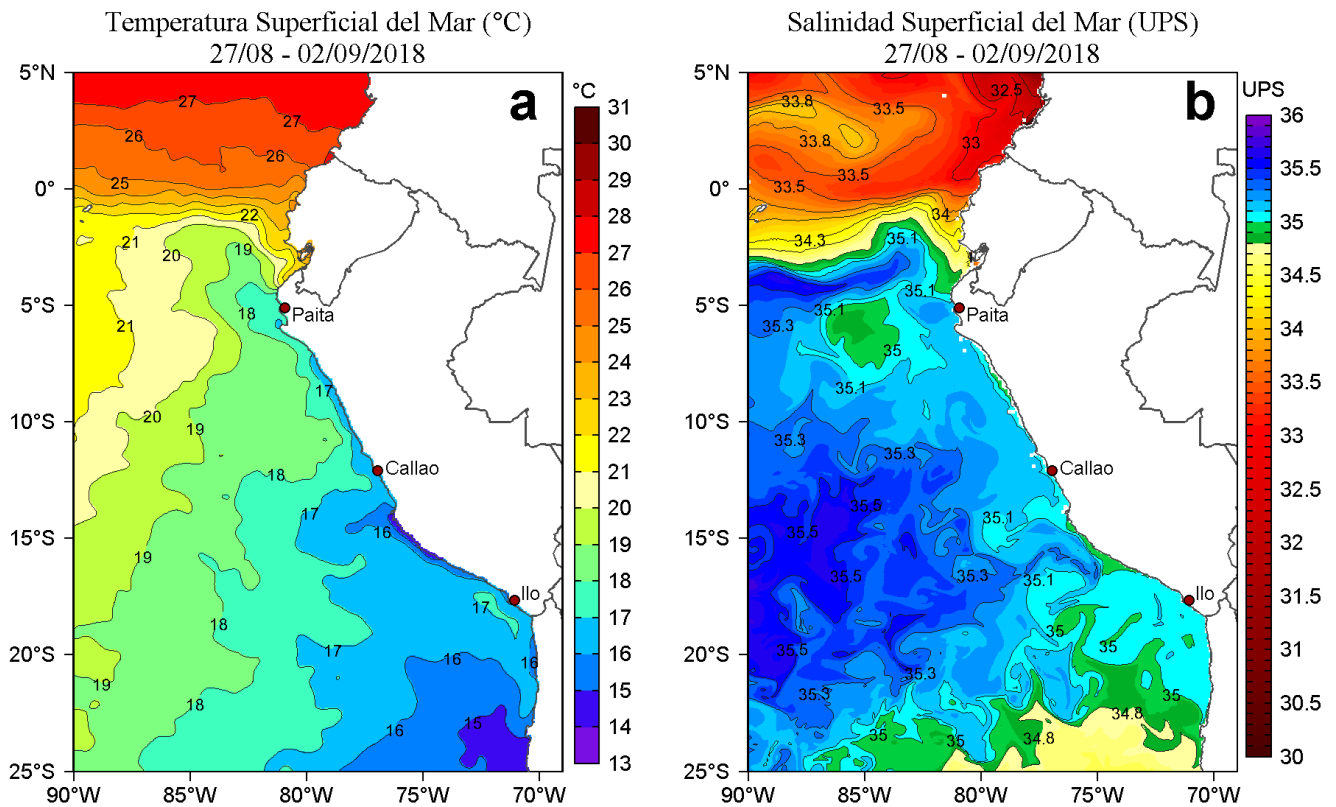 Temperatura Superficial del Mar (°C)
27/08 - 02/09/2018
5°N
0°
5°S
10°S
15°S
20°S
25°S
90°W
85°W
80°W
75°W
70°W
a
°C
31
30
29
28
27
26
25
24
23
22
21
20
19
18
17
16
15
14
13
27
27
26
26
25
22
21
20
19
18
21
17
20
19
18
17
16
19
17
18
17
16
16
19
18
16
15
Paita
Callao
Ilo
Salinidad Superficial del Mar (UPS)
27/08 - 02/09/2018
5°N
0°
5°S
10°S
15°S
20°S
25°S
90°W
85°W
80°W
75°W
70°W
b
UPS
36
35.5
35
34.5
34
33.5
33
32.5
32
31.5
31
30.5
30
32.5
33.8
33.5
33.8
33
33.5
33.5
34
34.3
35.1
35.1
35.1
35.3
35
35.1
35.3
35.3
35.5
35.1
35.5
35.5
35.3
35.1
35
35
35.5
35.3
35.3
35
34.8
35
35
34.8
Paita
Callao
Ilo